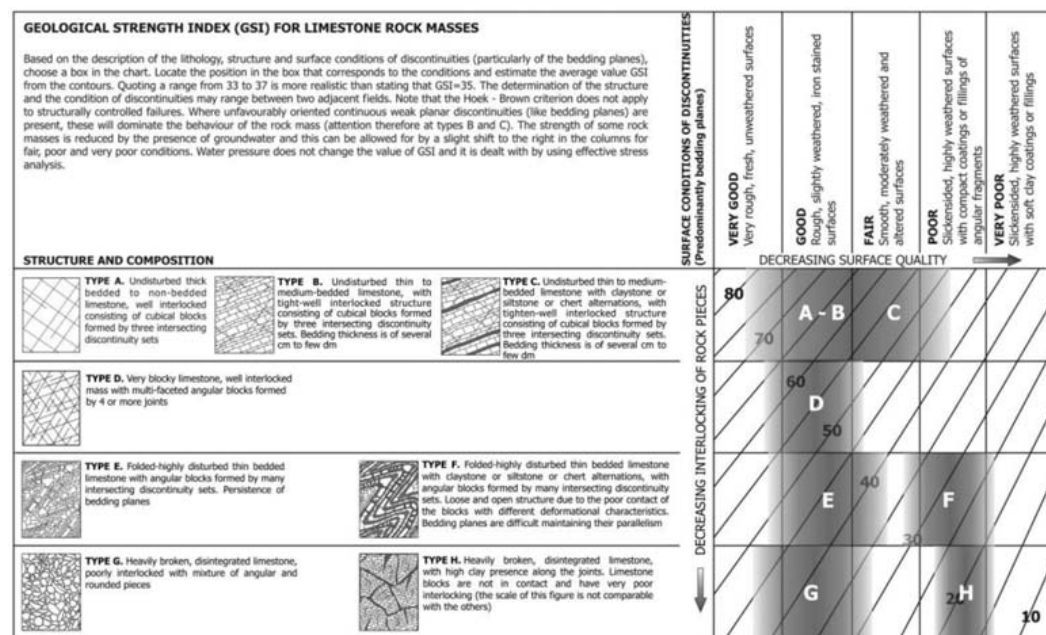 GEOLOGICAL STRENGTH INDEX (GSI) FOR LIMESTONE ROCK MASSES
Based on the description of the lithology, structure and surface conditions of discontinuities (particularly of the bedding planes),
choose a box in the chart. Locate the position in the box that corresponds to the conditions and estimate the average value GSI
from the contours. Quoting a range from 33 to 37 is more realistic than stating that GSI=35. The determination of the structure
and the condition of discontinuities may range between two adjacent fields. Note that the Hoek - Brown criterion does not apply
to structurally controlled failures. Where unfavourably oriented continuous weak planar discontinuities (like bedding planes) are
present, these will dominate the behaviour of the rock mass (attention therefore at types B and C). The strength of some rock
masses is reduced by the presence of groundwater and this can be allowed for by a slight shift to the right in the columns for
fair, poor and very poor conditions. Water pressure does not change the value of GSI and it is dealt with by using effective stress
analysis.
SURFACE CONDITIONS OF DISCONTINUITIES
(Predominantly bedding planes)
VERY GOOD
Very rough, fresh, unweathered surfaces
GOOD
Rough, slightly weathered, iron stained
surfaces
FAIR
Smooth, moderately weathered and
altered surfaces
POOR
Slickensided, highly weathered surfaces
with compact coatings or fillings of
angular fragments
VERY POOR
Slickensided, highly weathered surfaces
with soft clay coatings or fillings
STRUCTURE AND COMPOSITION
DECREASING SURFACE QUALITY
TYPE A. Undisturbed thick
bedded to non-bedded
limestone, well interlocked
consisting of cubical blocks
formed by three intersecting
discontinuity sets
TYPE B. Undisturbed thin to
medium-bedded limestone, with
tight-well interlocked structure
consisting of cubical blocks formed
by three intersecting discontinuity
sets. Bedding thickness is of several
cm to few dm
TYPE C. Undisturbed thin to medium-
bedded limestone with claystone or
siltstone or chert alternations, with
tighten-well interlocked structure
consisting of cubical blocks formed by
three intersecting discontinuity sets.
Bedding thickness is of several cm to
few dm
DECREASING INTERLOCKING OF ROCK PIECES
80
A - B
C
70
TYPE D. Very blocky limestone, well interlocked
mass with multi-faceted angular blocks formed
by 4 or more joints
60
D
50
TYPE E. Folded-highly disturbed thin bedded
limestone with angular blocks formed by many
intersecting discontinuity sets. Persistence of
bedding planes
TYPE F. Folded-highly disturbed thin bedded limestone
with claystone or siltstone or chert alternations, with
angular blocks formed by many intersecting discontinuity
sets. Loose and open structure due to the poor contact of
the blocks with different deformational characteristics.
Bedding planes are difficult maintaining their parallelism
40
E
F
30
TYPE G. Heavily broken, disintegrated limestone,
poorly interlocked with mixture of angular and
rounded pieces
TYPE H. Heavily broken, disintegrated limestone,
with high clay presence along the joints. Limestone
blocks are not in contact and have very poor
interlocking (the scale of this figure is not comparable
with the others)
G
20
H
10